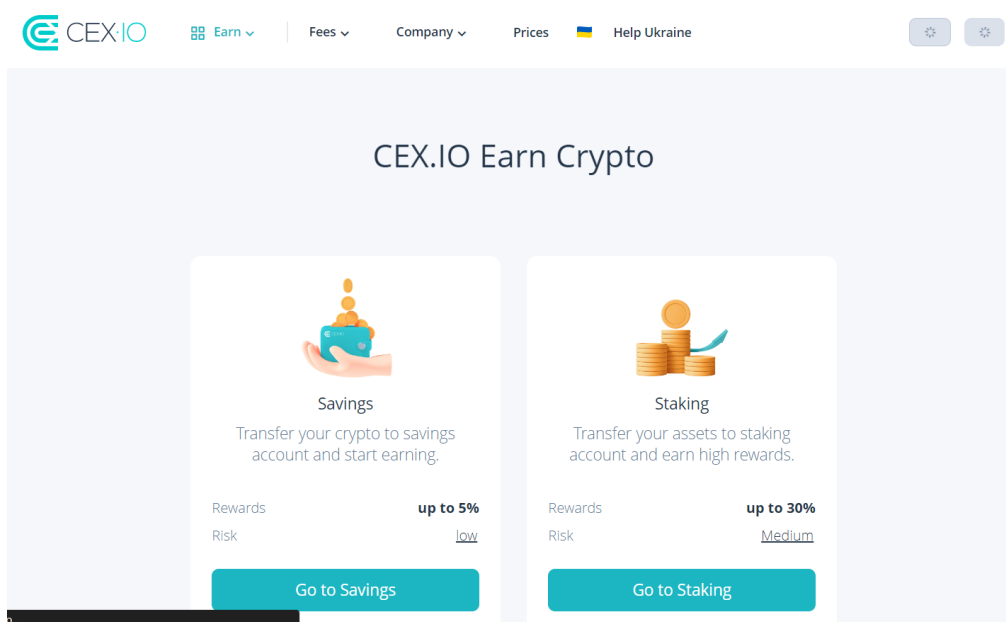 CEX·IO
Earn
Fees
Company
Prices
Help Ukraine
CEX.IO Earn Crypto
Savings
Transfer your crypto to savings
account and start earning.
Rewards up to 5%
Risk low
Go to Savings
Staking
Transfer your assets to staking
account and earn high rewards.
Rewards up to 30%
Risk Medium
Go to Staking